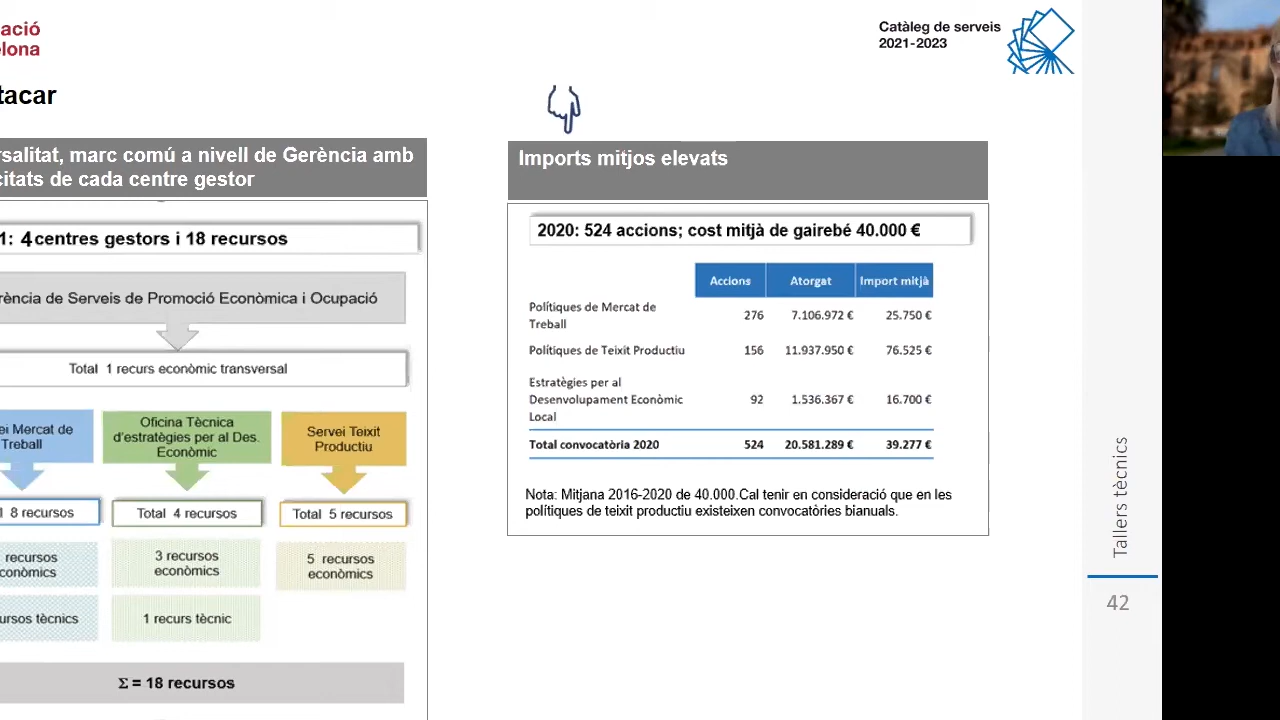 ació
elona
Catàleg de serveis
2021-2023
tacar
rsalitat, marc comú a nivell de Gerència amb
citats de cada centre gestor
1: 4 centres gestors i 18 recursos
rència de Serveis de Promoció Econòmica i Ocupació
Total 1 recurs econòmic transversal
ei Mercat de
Treball
Oficina Tècnica
d'estratègies per al Des.
Econòmic
Servei Teixit
Productiu
l 8 recursos
Total 4 recursos
Total 5 recursos
recursos
conòmics
3 recursos
econòmics
5 recursos
econòmics
ursos tècnics
1 recurs tècnic
Σ = 18 recursos
Imports mitjos elevats
2020: 524 accions; cost mitjà de gairebé 40.000 €
Accions Atorgat Import mitjà
Polítiques de Mercat de
Treball 276 7.106.972 € 25.750 €
Polítiques de Teixit Productiu 156 11.937.950 € 76.525 €
Estratègies per al
Desenvolupament Econòmic 92 1.536.367 € 16.700 €
Local
Total convocatòria 2020 524 20.581.289 € 39.277 €
Nota: Mitjana 2016-2020 de 40.000.Cal tenir en consideració que en les
polítiques de teixit productiu existeixen convocatòries bianuals.
Tallers tècnics
42